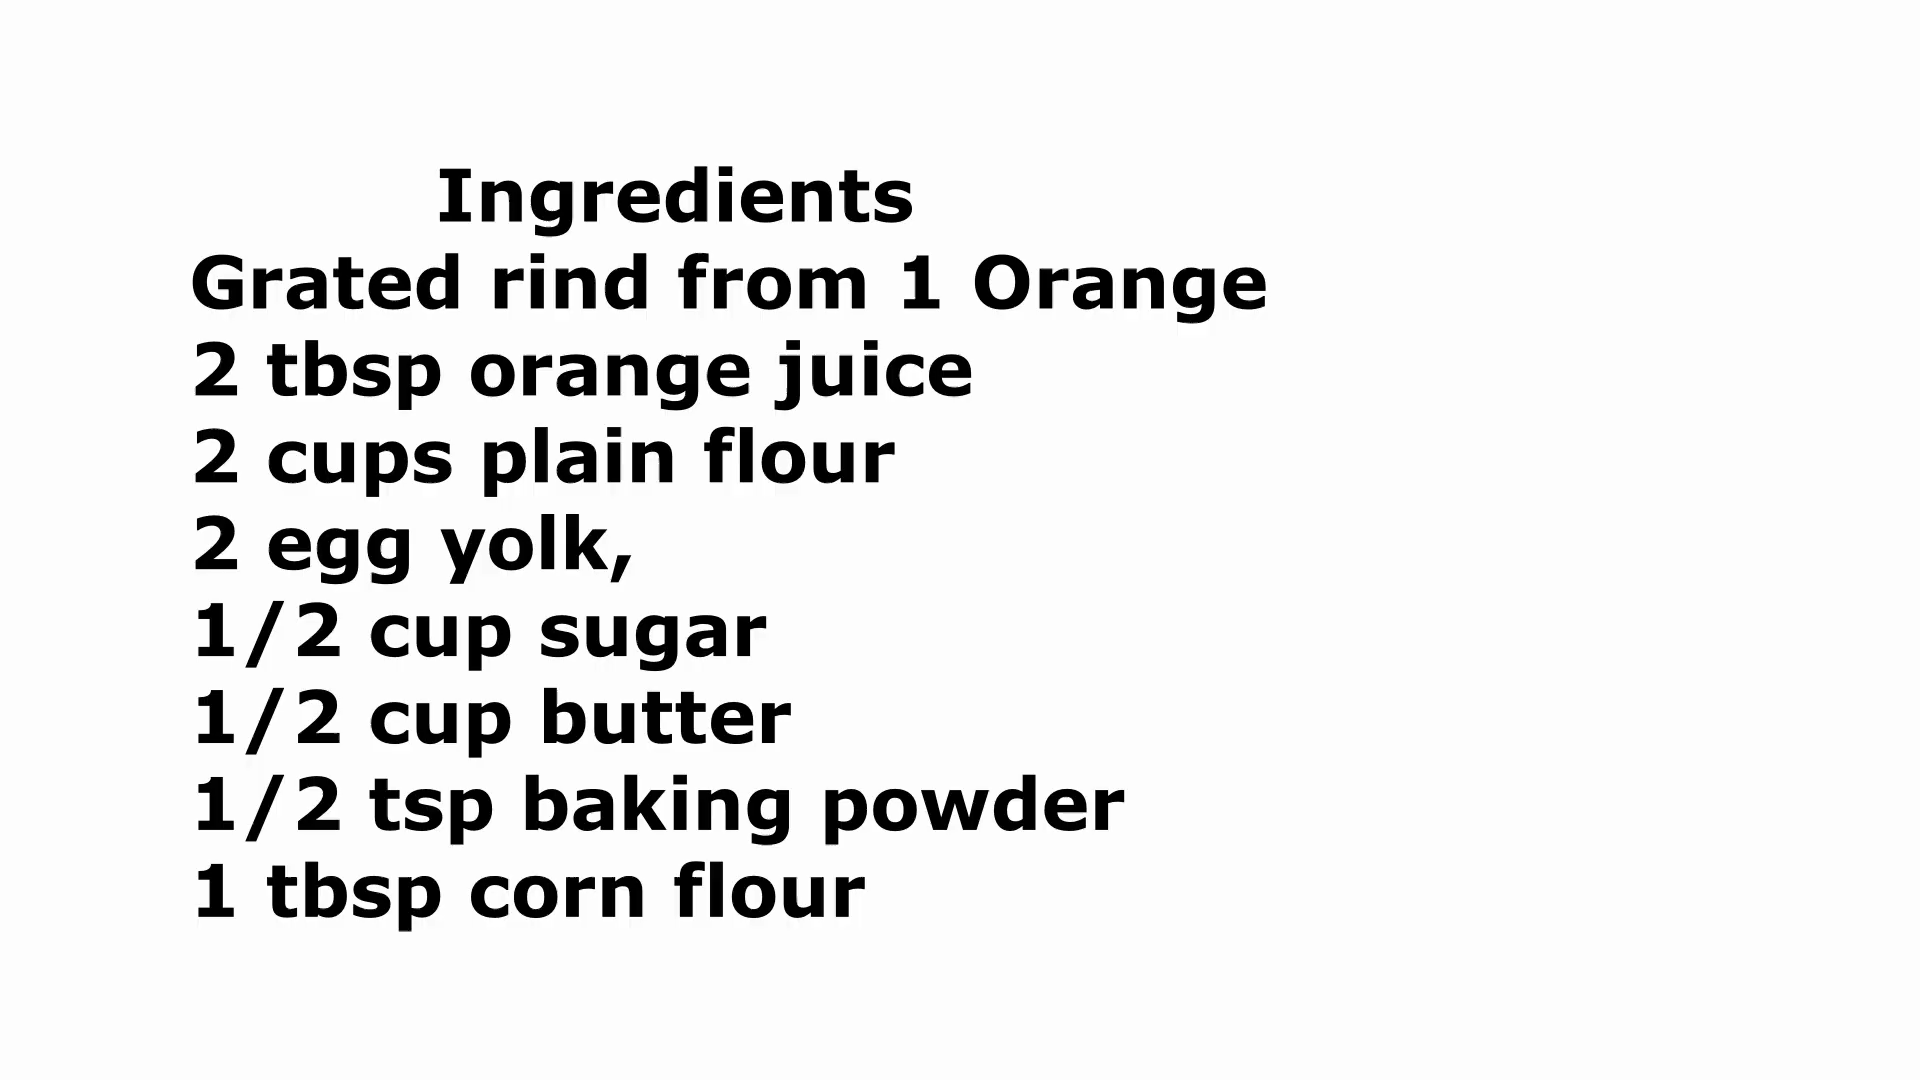 Ingredients
Grated rind from 1 Orange
2 tbsp orange juice
2 cups plain flour
2 egg yolk,
1/2 cup sugar
1/2 cup butter
1/2 tsp baking powder
1 tbsp corn flour